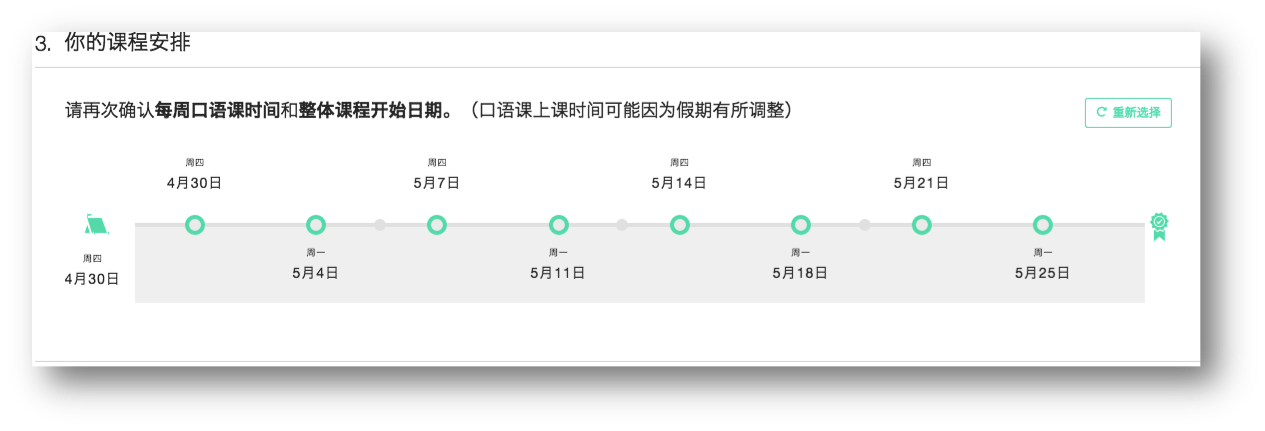 3. 你的课程安排
请再次确认每周口语课时间和整体课程开始日期。（口语课上课时间可能因为假期有所调整）
重新选择
周四
4月30日
周四
5月7日
周四
5月14日
周四
5月21日
周四
4月30日
周一
5月4日
周一
5月11日
周一
5月18日
周一
5月25日